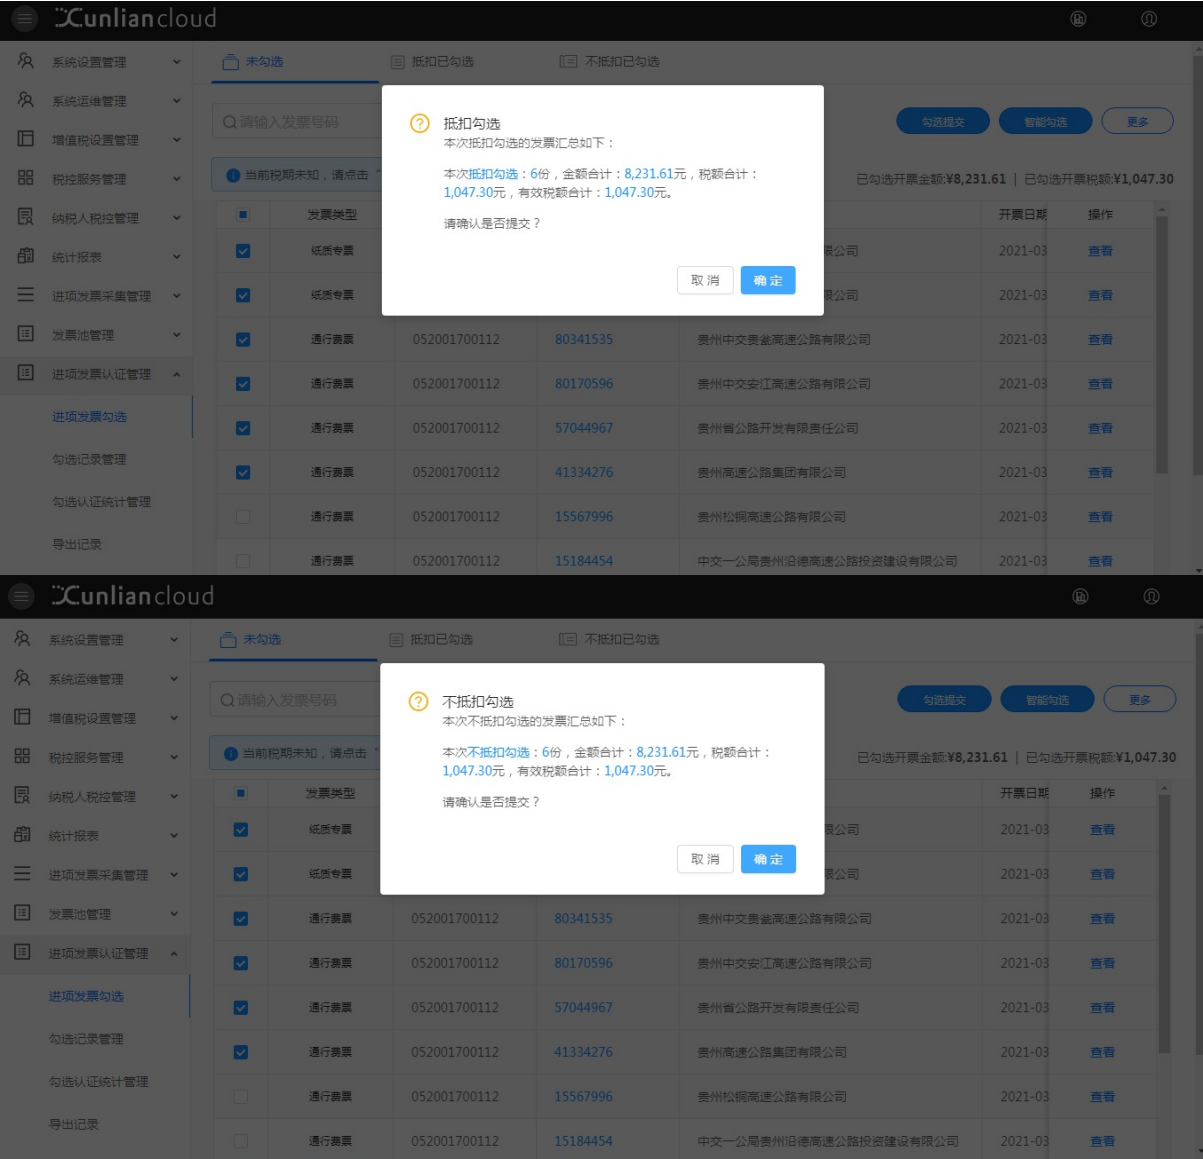 Xunliancloud
系统设置管理
系统运维管理
增值税设置管理
税控服务管理
纳税人税控管理
统计报表
进项发票采集管理
发票池管理
进项发票认证管理
进项发票勾选
勾选记录管理
勾选认证统计管理
导出记录
未勾选 抵扣已勾选 不抵扣已勾选
请输入发票号码 勾选提交 智能勾选 更多
当前税期未知，请点击 已勾选开票金额:¥8,231.61 | 已勾选开票税额:¥1,047.30
抵扣勾选
本次抵扣勾选的发票汇总如下：
本次抵扣勾选：6份，金额合计：8,231.61元，税额合计：
1,047.30元，有效税额合计：1,047.30元。
请确认是否提交？
取消 确定
发票类型 开票日期 操作
纸质专票 限公司 2021-03 查看
纸质专票 限公司 2021-03 查看
通行费票 052001700112 80341535 贵州中交贵瓮高速公路有限公司 2021-03 查看
通行费票 052001700112 80170596 贵州中交安江高速公路有限公司 2021-03 查看
通行费票 052001700112 57044967 贵州省公路开发有限责任公司 2021-03 查看
通行费票 052001700112 41334276 贵州高速公路集团有限公司 2021-03 查看
通行费票 052001700112 15567996 贵州松铜高速公路有限公司 2021-03 查看
通行费票 052001700112 15184454 中交一公局贵州沿德高速公路投资建设有限公司 2021-03 查看
Xunliancloud
系统设置管理
系统运维管理
增值税设置管理
税控服务管理
纳税人税控管理
统计报表
进项发票采集管理
发票池管理
进项发票认证管理
进项发票勾选
勾选记录管理
勾选认证统计管理
导出记录
未勾选 抵扣已勾选 不抵扣已勾选
请输入发票号码 勾选提交 智能勾选 更多
当前税期未知，请点击 已勾选开票金额:¥8,231.61 | 已勾选开票税额:¥1,047.30
不抵扣勾选
本次不抵扣勾选的发票汇总如下：
本次不抵扣勾选：6份，金额合计：8,231.61元，税额合计：
1,047.30元，有效税额合计：1,047.30元。
请确认是否提交？
取消 确定
发票类型 开票日期 操作
纸质专票 限公司 2021-03 查看
纸质专票 限公司 2021-03 查看
通行费票 052001700112 80341535 贵州中交贵瓮高速公路有限公司 2021-03 查看
通行费票 052001700112 80170596 贵州中交安江高速公路有限公司 2021-03 查看
通行费票 052001700112 57044967 贵州省公路开发有限责任公司 2021-03 查看
通行费票 052001700112 41334276 贵州高速公路集团有限公司 2021-03 查看
通行费票 052001700112 15567996 贵州松铜高速公路有限公司 2021-03 查看
通行费票 052001700112 15184454 中交一公局贵州沿德高速公路投资建设有限公司 2021-03 查看